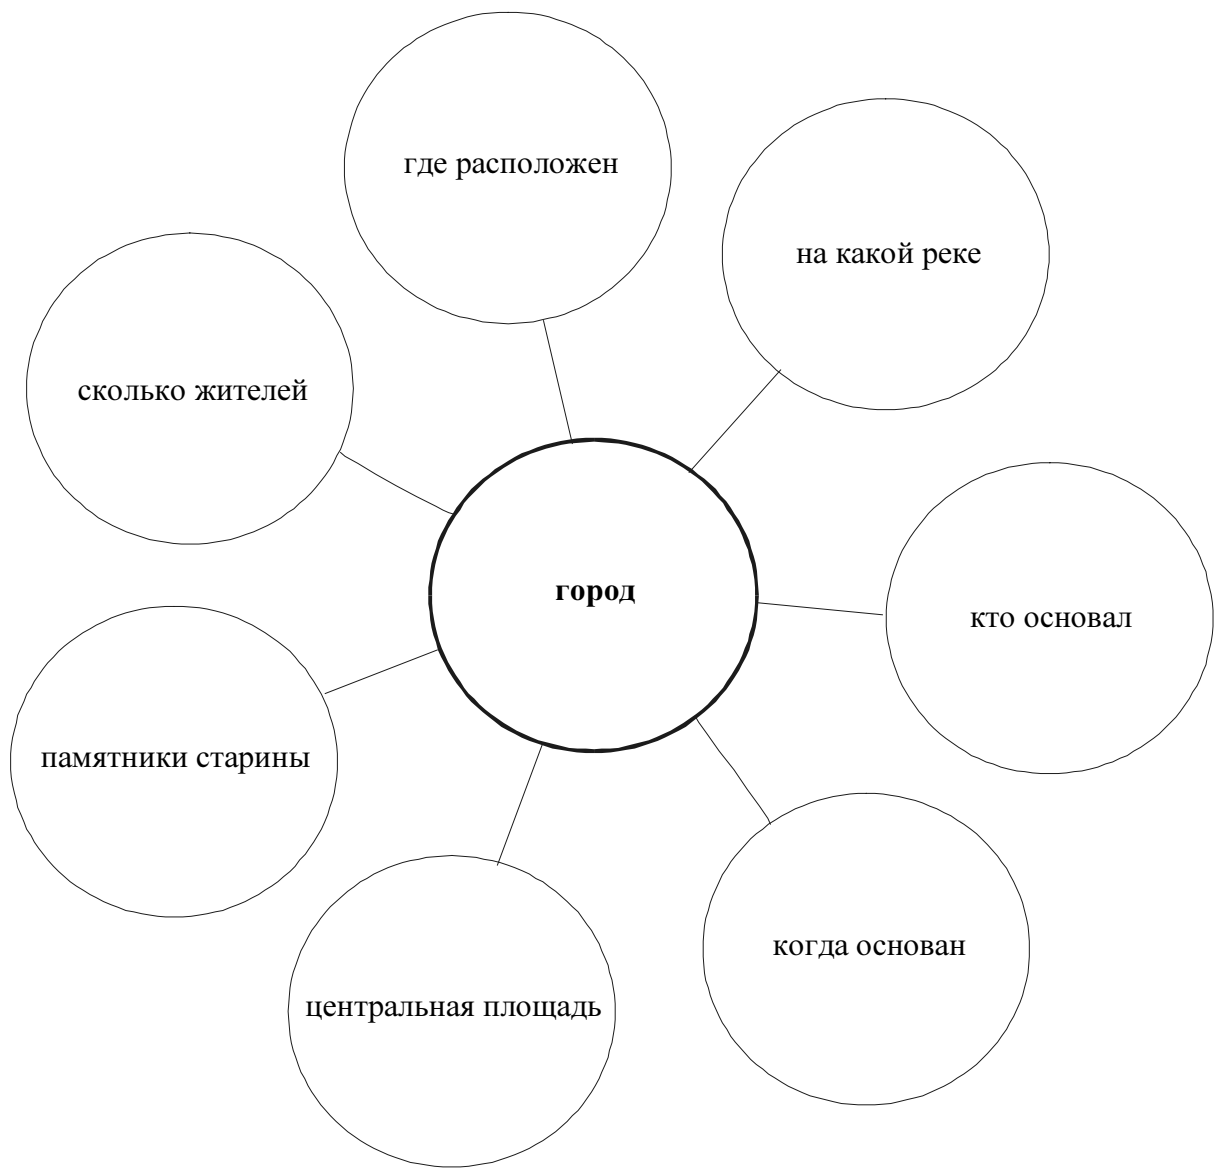 где расположен
на какой реке
сколько жителей
город
кто основал
памятники старины
когда основан
центральная площадь